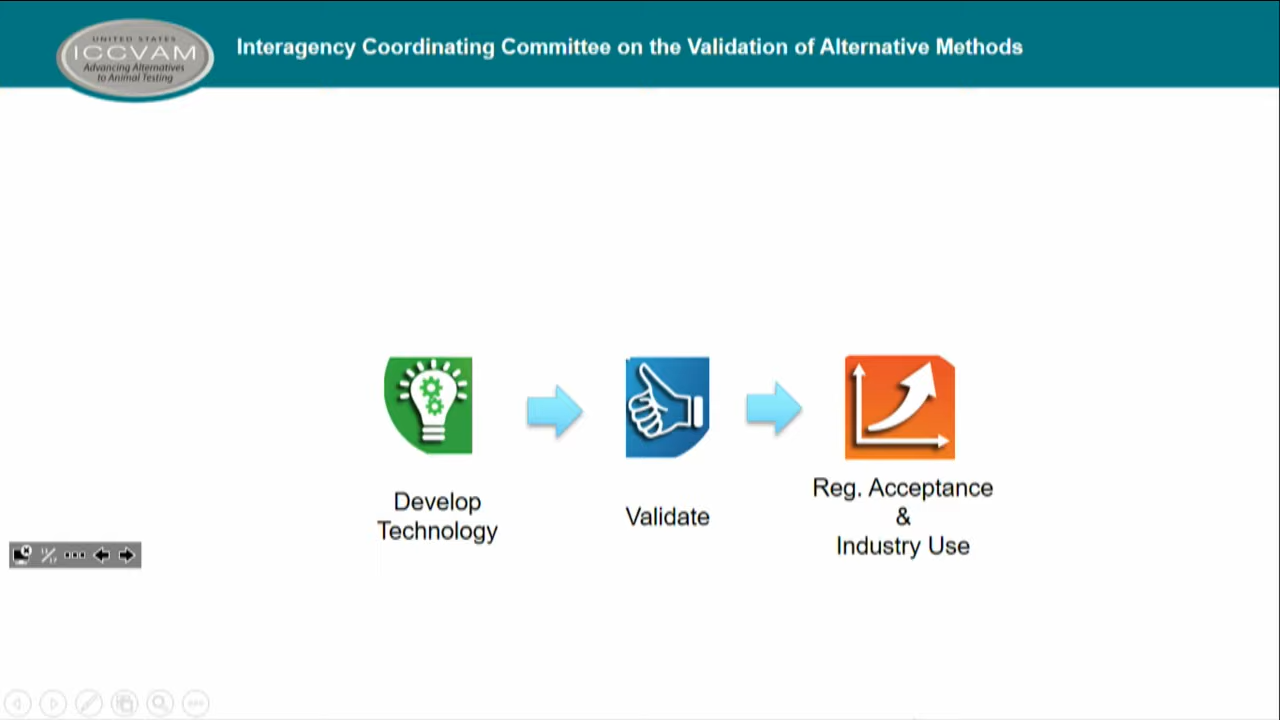 UNITED STATES
ICCVAM
Advancing Alternatives
to Animal Testing
Interagency Coordinating Committee on the Validation of Alternative Methods
Develop
Technology
Validate
Reg. Acceptance
&
Industry Use